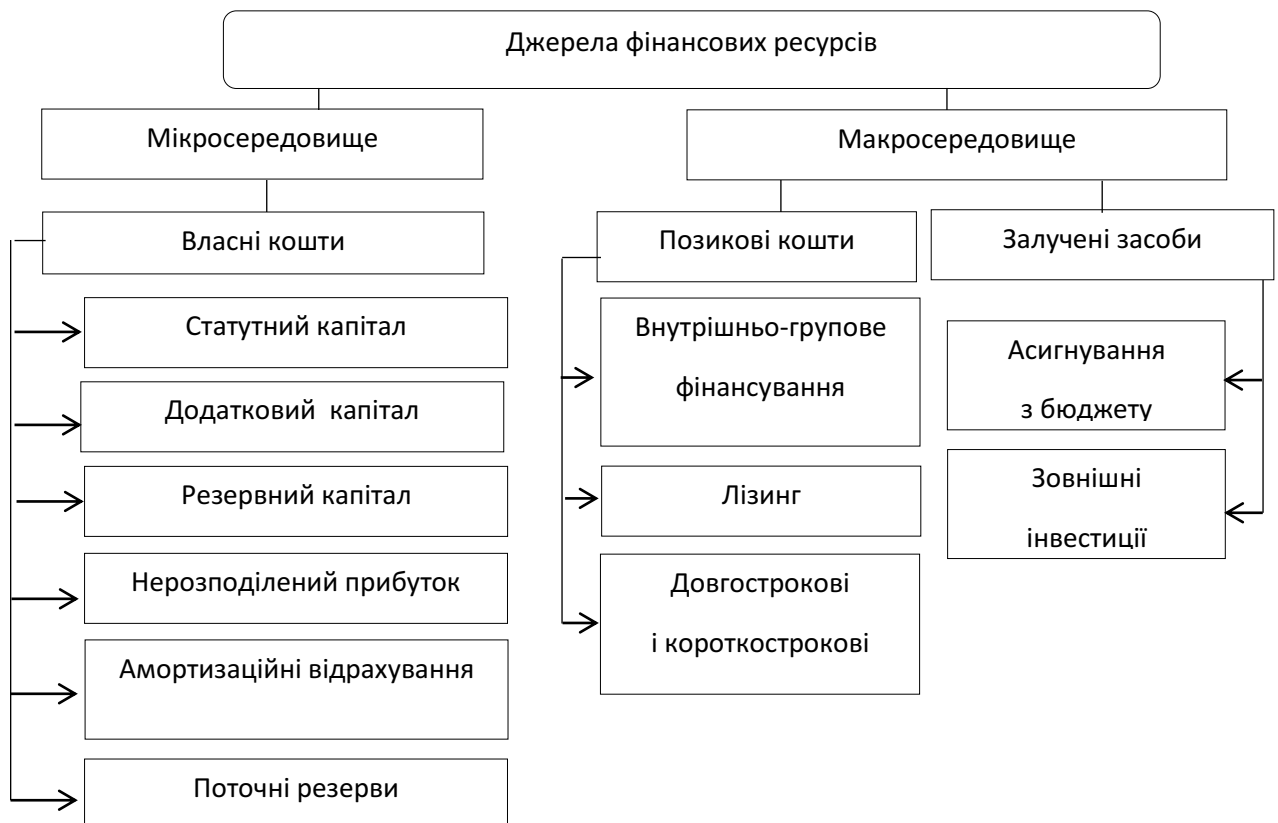 Джерела фінансових ресурсів
Мікросередовище
Макросередовище
Власні кошти
Позикові кошти
Залучені засоби
Статутний капітал
Додатковий капітал
Резервний капітал
Нерозподілений прибуток
Амортизаційні відрахування
Поточні резерви
Внутрішньо-групове
фінансування
Лізинг
Довгострокові
і короткострокові
Асигнування
з бюджету
Зовнішні
інвестиції